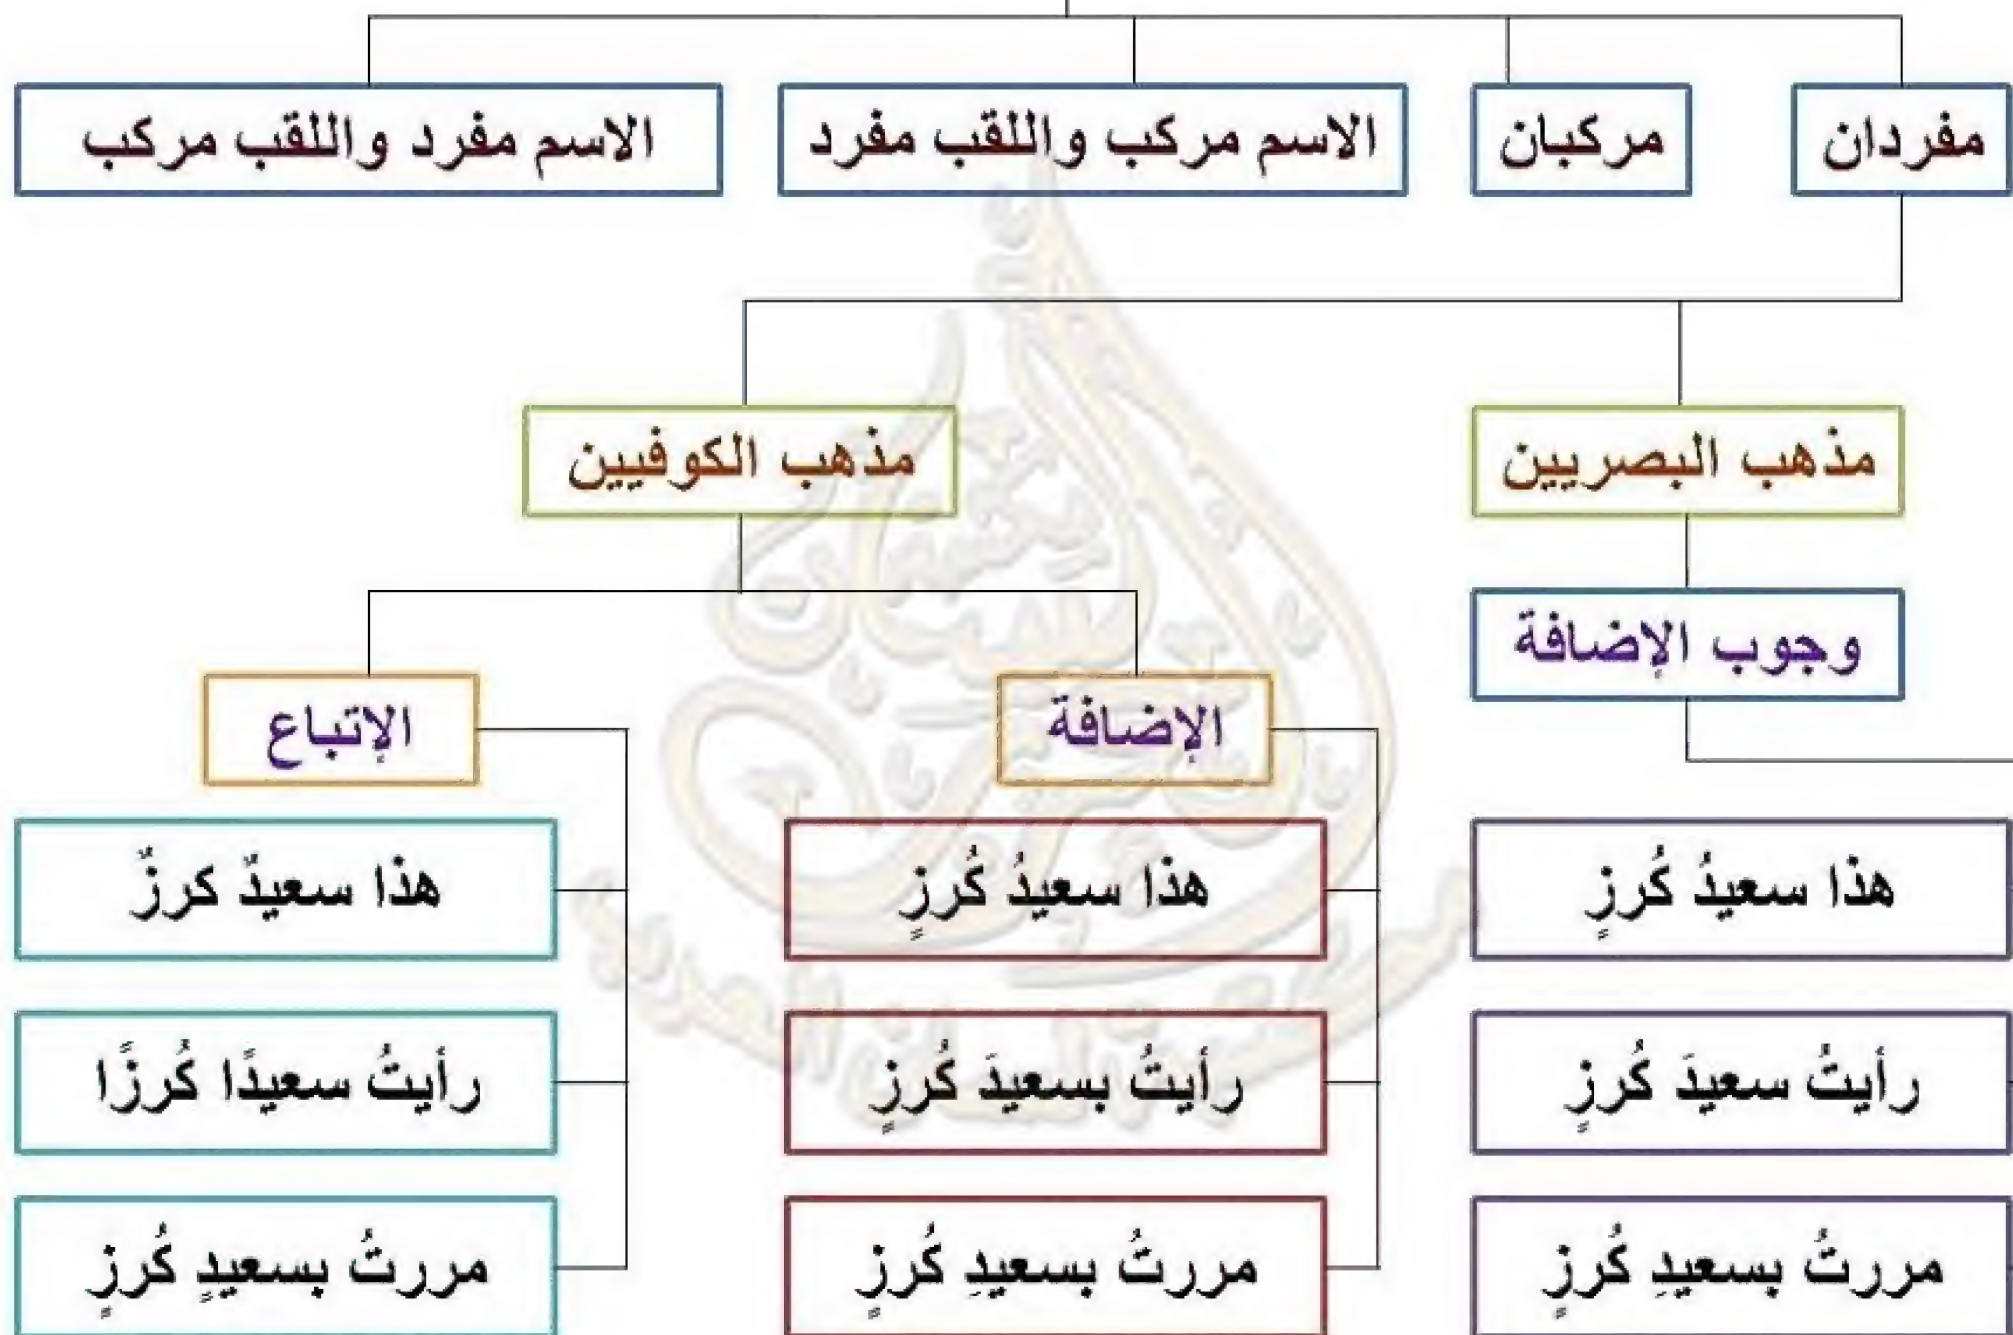 مفردان
مركبان
الاسم مركب واللقب مفرد
الاسم مفرد واللقب مركب
مذهب البصريين
مذهب الكوفيين
وجوب الإضافة
الإضافة
الإتباع
هذا سعيدُ كُرزٍ
هذا سعيدُ كُرزٍ
هذا سعيدٌ كرزٌ
رأيتُ سعيدَ كُرزٍ
رأيتُ بسعيدَ كُرزٍ
رأيتُ سعيدًا كُرزًا
مررتُ بسعيدِ كُرزٍ
مررتُ بسعيدِ كُرزٍ
مررتُ بسعيدٍ كُرزٍ